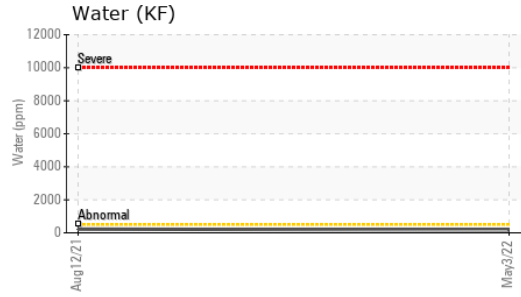 Water (KF)
12000
Severe
10000
8000
Water (ppm)
6000
4000
2000
Abnormal
0
Aug12/21
May3/22